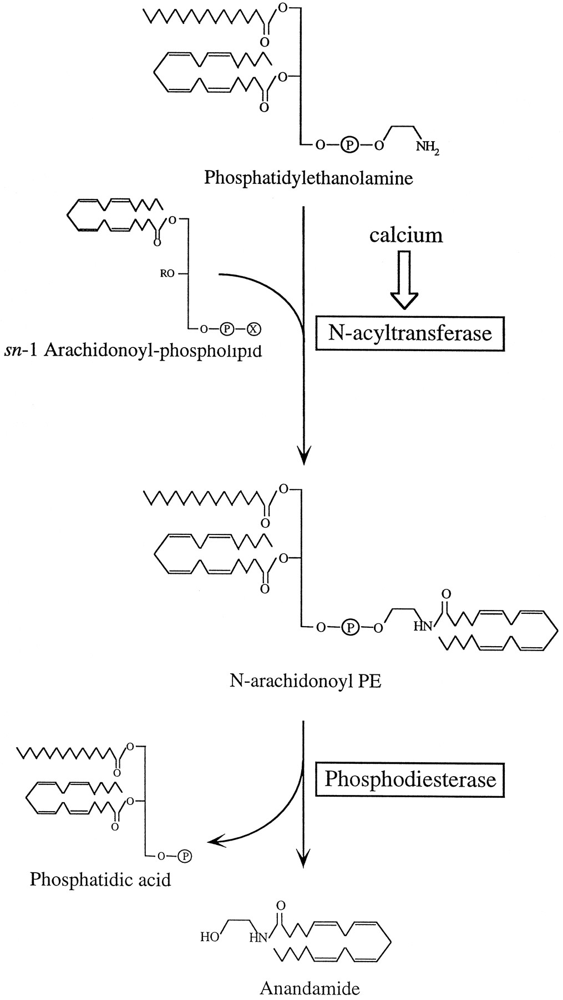 O
O
O
O
O
P
O
NH2
Phosphatidylethanolamine
O
O
RO
O
P
X
sn-1 Arachidonoyl-phospholipid
calcium
N-acyltransferase
O
O
O
O
O
P
O
HN
O
N-arachidonoyl PE
O
O
O
O
O
P
Phosphatidic acid
Phosphodiesterase
O
HO
HN
Anandamide